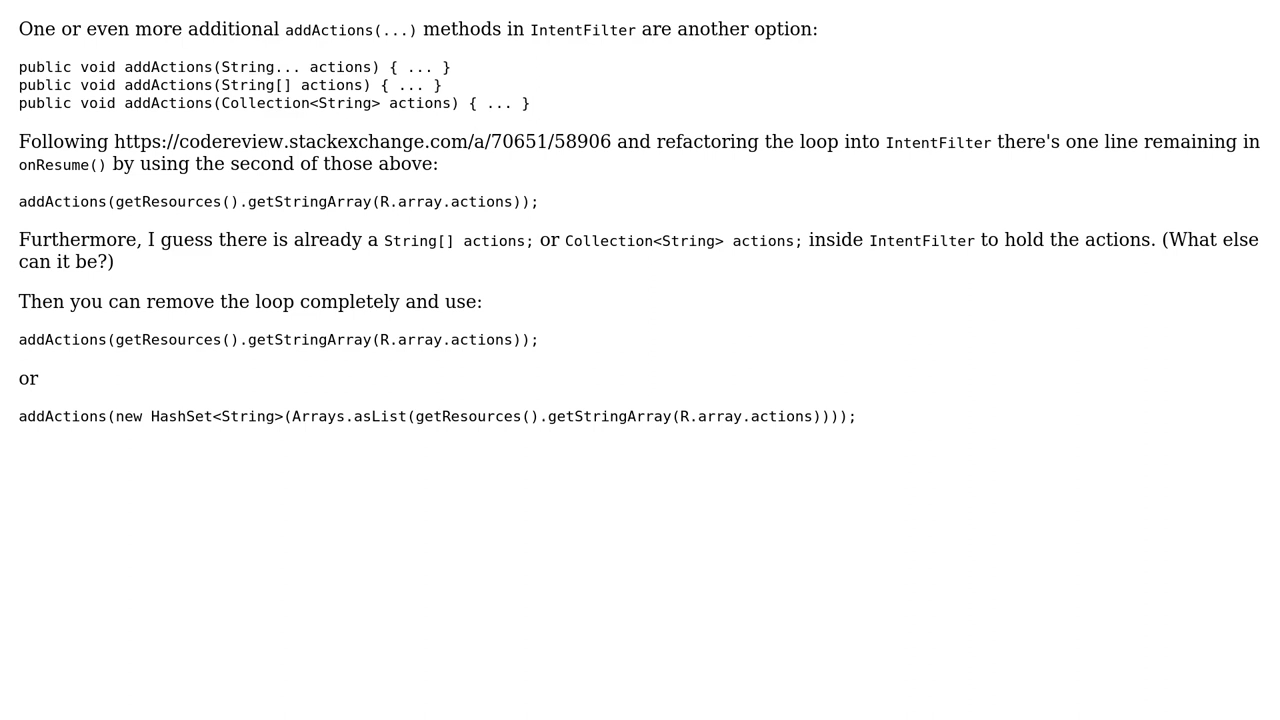 One or even more additional addActions(...) methods in IntentFilter are another option:
public void addActions(String... actions) { ... }
public void addActions(String[] actions) { ... }
public void addActions(Collection<String> actions) { ... }
Following https://codereview.stackexchange.com/a/70651/58906 and refactoring the loop into IntentFilter there's one line remaining in
onResume() by using the second of those above:
addActions(getResources().getStringArray(R.array.actions));
Furthermore, I guess there is already a String[] actions; or Collection<String> actions; inside IntentFilter to hold the actions. (What else
can it be?)
Then you can remove the loop completely and use:
addActions(getResources().getStringArray(R.array.actions));
or
addActions(new HashSet<String>(Arrays.asList(getResources().getStringArray(R.array.actions))));